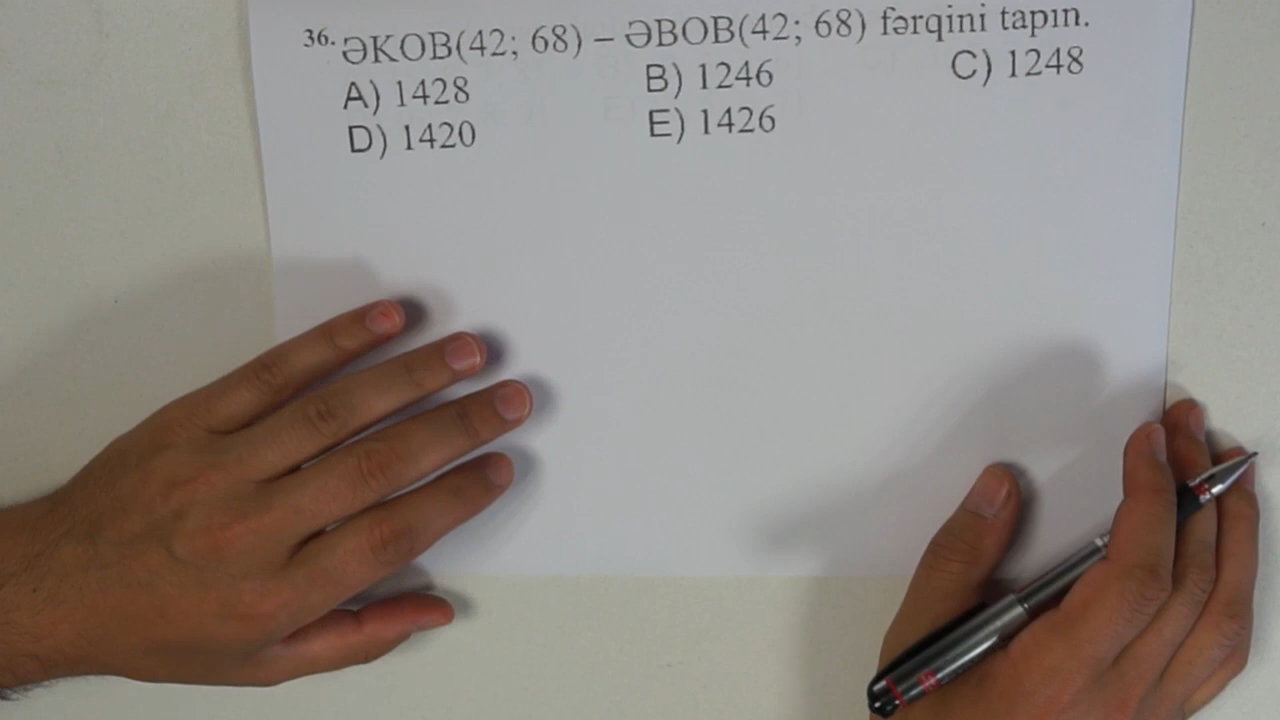 36. ƏKOB(42; 68) – ƏBOB(42; 68) fərqini tapın.
A) 1428 B) 1246 C) 1248
D) 1420 E) 1426